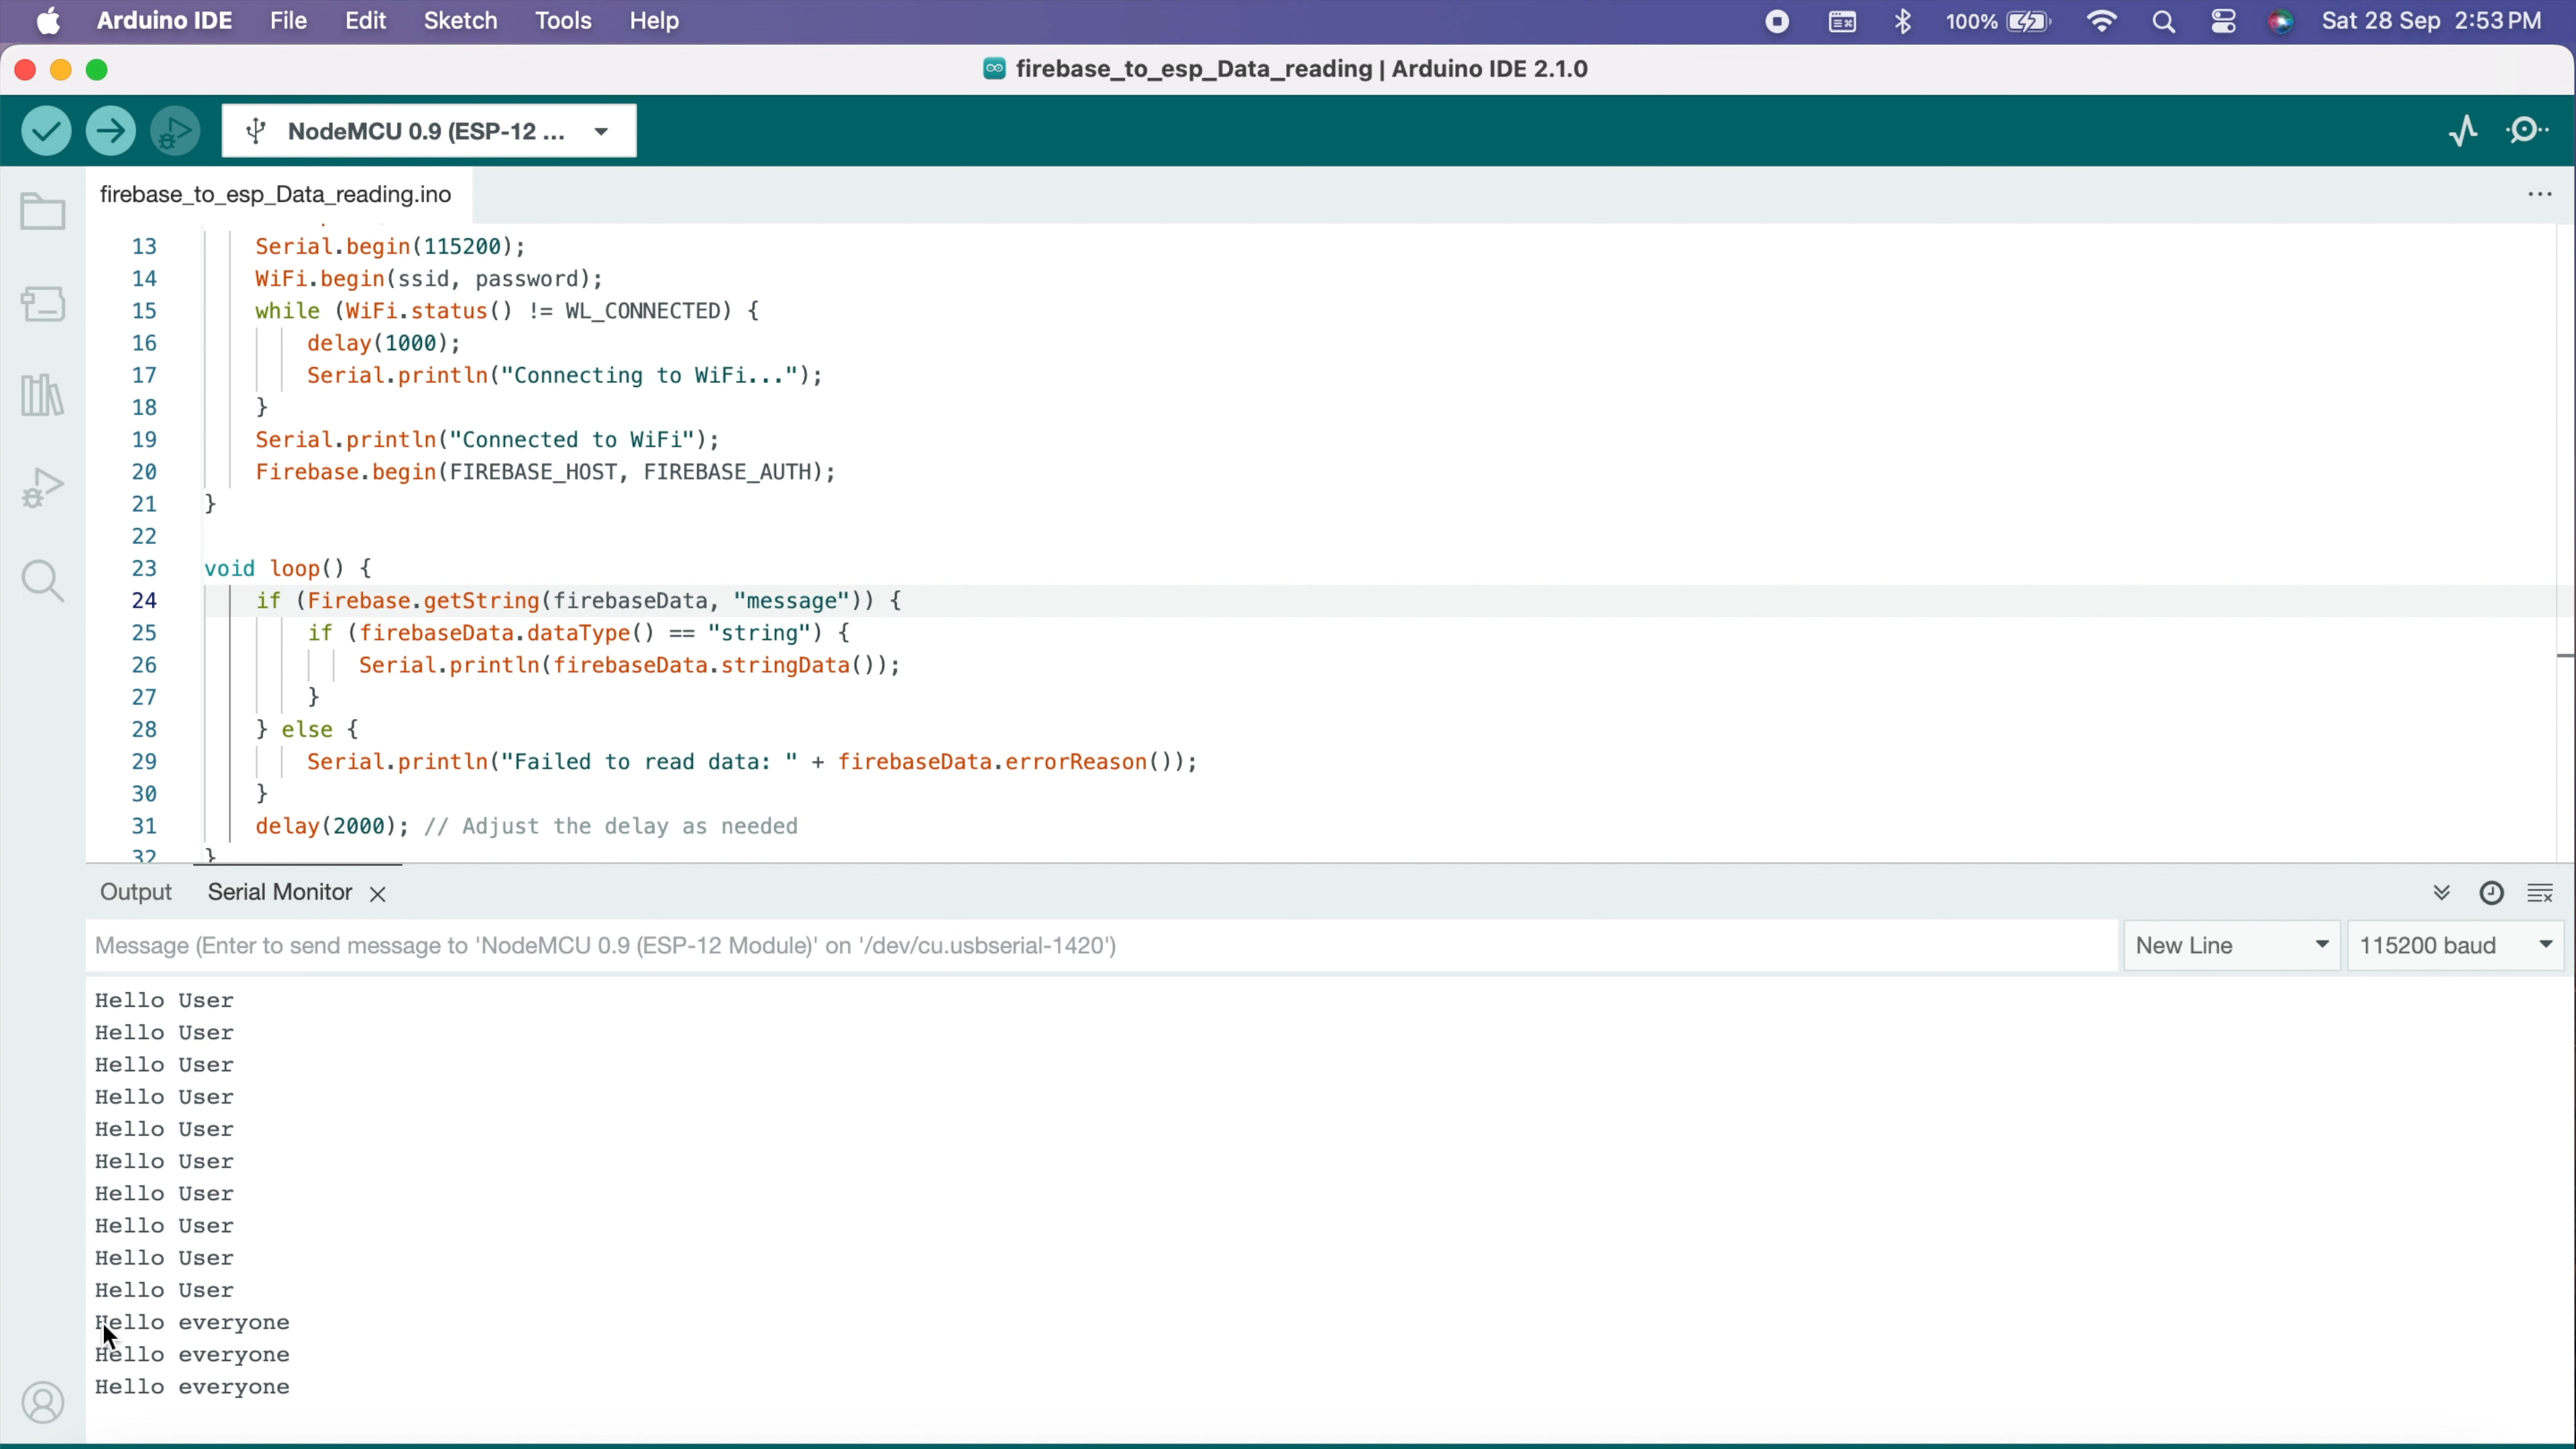 Arduino IDE File Edit Sketch Tools Help 100% Sat 28 Sep 2:53 PM
firebase_to_esp_Data_reading | Arduino IDE 2.1.0
NodeMCU 0.9 (ESP-12 ...
firebase_to_esp_Data_reading.ino
13 Serial.begin(115200);
14 WiFi.begin(ssid, password);
15 while (WiFi.status() != WL_CONNECTED) {
16 delay(1000);
17 Serial.println("Connecting to WiFi...");
18 }
19 Serial.println("Connected to WiFi");
20 Firebase.begin(FIREBASE_HOST, FIREBASE_AUTH);
21 }
22
23 void loop() {
24 if (Firebase.getString(firebaseData, "message")) {
25 if (firebaseData.dataType() == "string") {
26 Serial.println(firebaseData.stringData());
27 }
28 } else {
29 Serial.println("Failed to read data: " + firebaseData.errorReason());
30 }
31 delay(2000); // Adjust the delay as needed
32 }
Output Serial Monitor
Message (Enter to send message to 'NodeMCU 0.9 (ESP-12 Module)' on '/dev/cu.usbserial-1420') New Line 115200 baud
Hello User
Hello User
Hello User
Hello User
Hello User
Hello User
Hello User
Hello User
Hello User
Hello User
Hello everyone
Hello everyone
Hello everyone